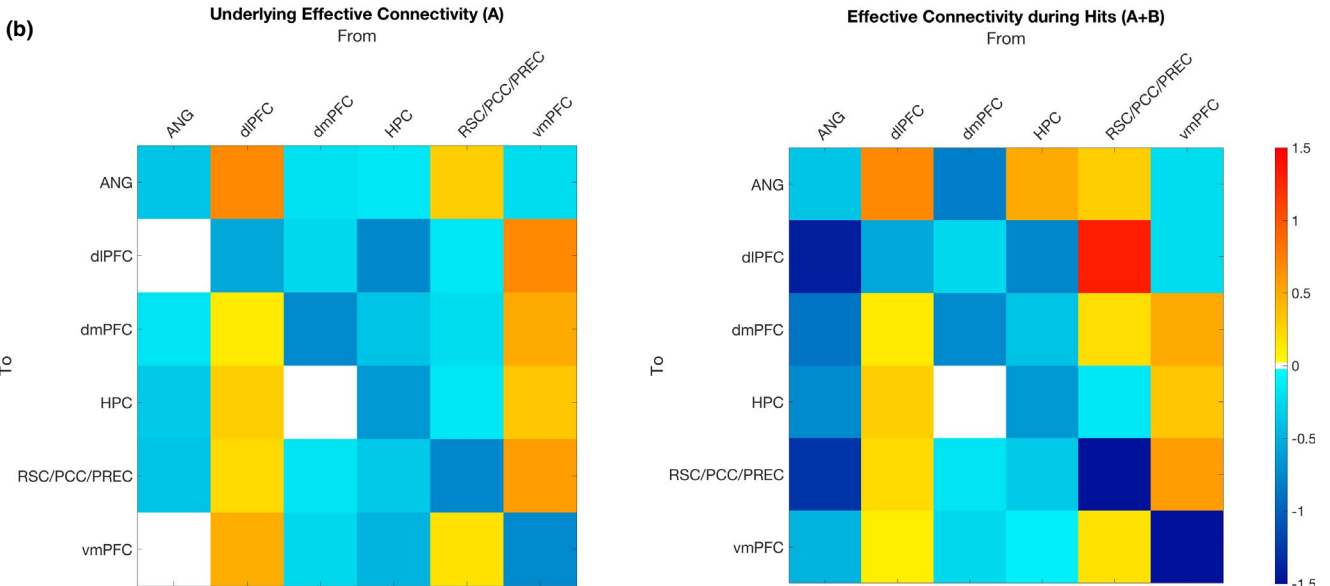 (b)
Underlying Effective Connectivity (A)
From
ANG
dlPFC
dmPFC
HPC
RSC/PCC/PREC
vmPFC
To
ANG
dlPFC
dmPFC
HPC
RSC/PCC/PREC
vmPFC
Effective Connectivity during Hits (A+B)
From
ANG
dlPFC
dmPFC
HPC
RSC/PCC/PREC
vmPFC
To
ANG
dlPFC
dmPFC
HPC
RSC/PCC/PREC
vmPFC
1.5
1
0.5
0
-0.5
-1
-1.5